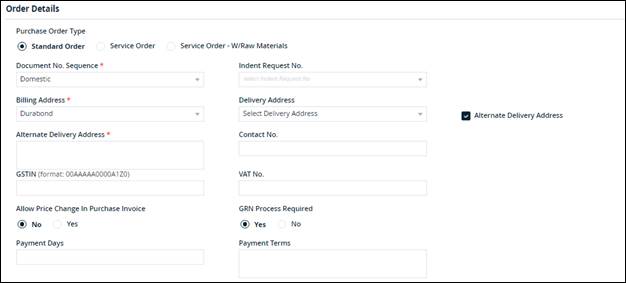 Order Details
Purchase Order Type
Standard Order Service Order Service Order - W/Raw Materials
Document No. Sequence * Indent Request No.
Domestic Select Indent Request No
Billing Address * Delivery Address
Durabond Select Delivery Address Alternate Delivery Address
Alternate Delivery Address * Contact No.
GSTIN (format: 00AAAAA0000A1Z0) VAT No.
Allow Price Change In Purchase Invoice GRN Process Required
No Yes Yes No
Payment Days Payment Terms